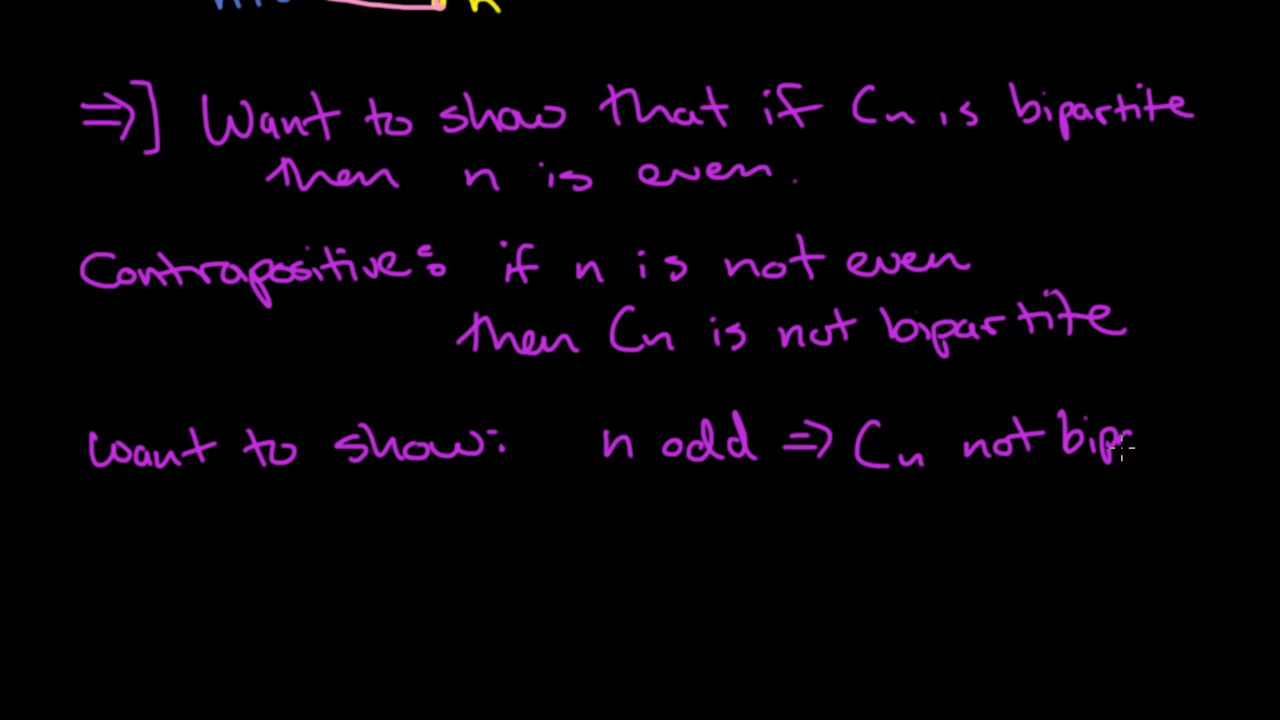 ⇒] Want to show that if Cn is bipartite
then n is even.
Contrapositive: if n is not even
then Cn is not bipartite
want to show: n odd ⇒ Cn not bip